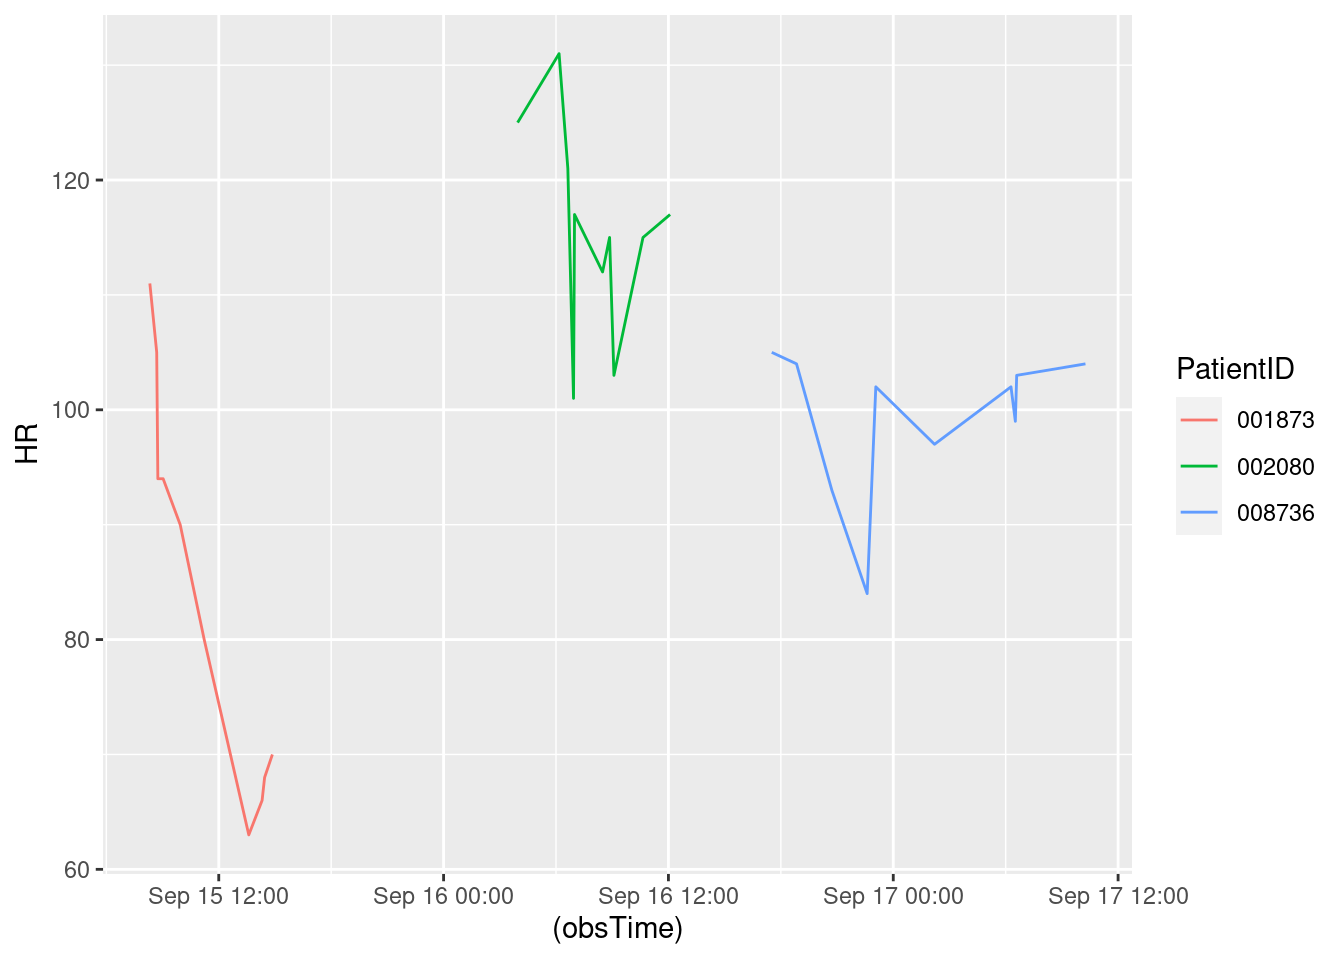 120
100
80
60
HR
Sep 15 12:00
Sep 16 00:00
Sep 16 12:00
Sep 17 00:00
Sep 17 12:00
(obsTime)
PatientID
001873
002080
008736